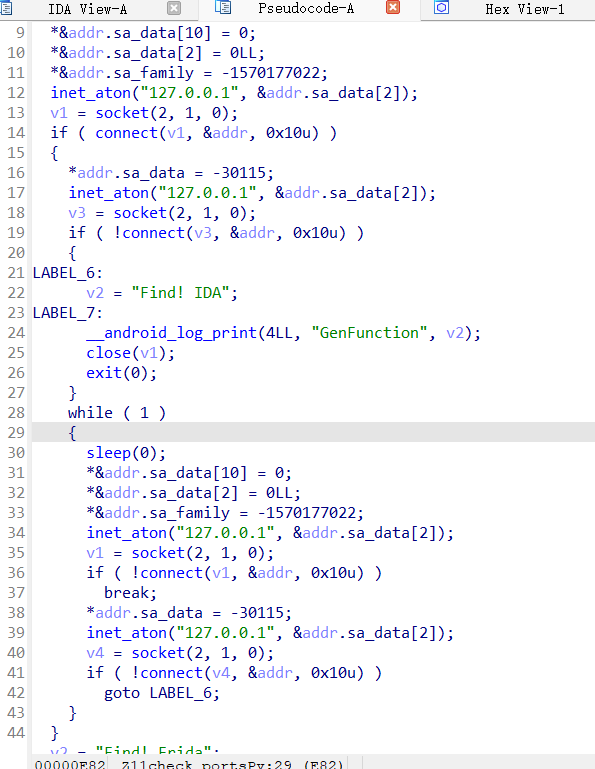 IDA View-A Pseudocode-A Hex View-1
9 *&addr.sa_data[10] = 0;
10 *&addr.sa_data[2] = 0LL;
11 *&addr.sa_family = -1570177022;
12 inet_aton("127.0.0.1", &addr.sa_data[2]);
13 v1 = socket(2, 1, 0);
14 if ( connect(v1, &addr, 0x10u) )
15 {
16 *addr.sa_data = -30115;
17 inet_aton("127.0.0.1", &addr.sa_data[2]);
18 v3 = socket(2, 1, 0);
19 if ( !connect(v3, &addr, 0x10u) )
20 {
21 LABEL_6:
22 v2 = "Find! IDA";
23 LABEL_7:
24 __android_log_print(4LL, "GenFunction", v2);
25 close(v1);
26 exit(0);
27 }
28 while ( 1 )
29 {
30 sleep(0);
31 *&addr.sa_data[10] = 0;
32 *&addr.sa_data[2] = 0LL;
33 *&addr.sa_family = -1570177022;
34 inet_aton("127.0.0.1", &addr.sa_data[2]);
35 v1 = socket(2, 1, 0);
36 if ( !connect(v1, &addr, 0x10u) )
37 break;
38 *addr.sa_data = -30115;
39 inet_aton("127.0.0.1", &addr.sa_data[2]);
40 v4 = socket(2, 1, 0);
41 if ( !connect(v4, &addr, 0x10u) )
42 goto LABEL_6;
43 }
44 }
v2 = "Find! Frida";
00000E82 _Z11check_portsPv:29 (E82)